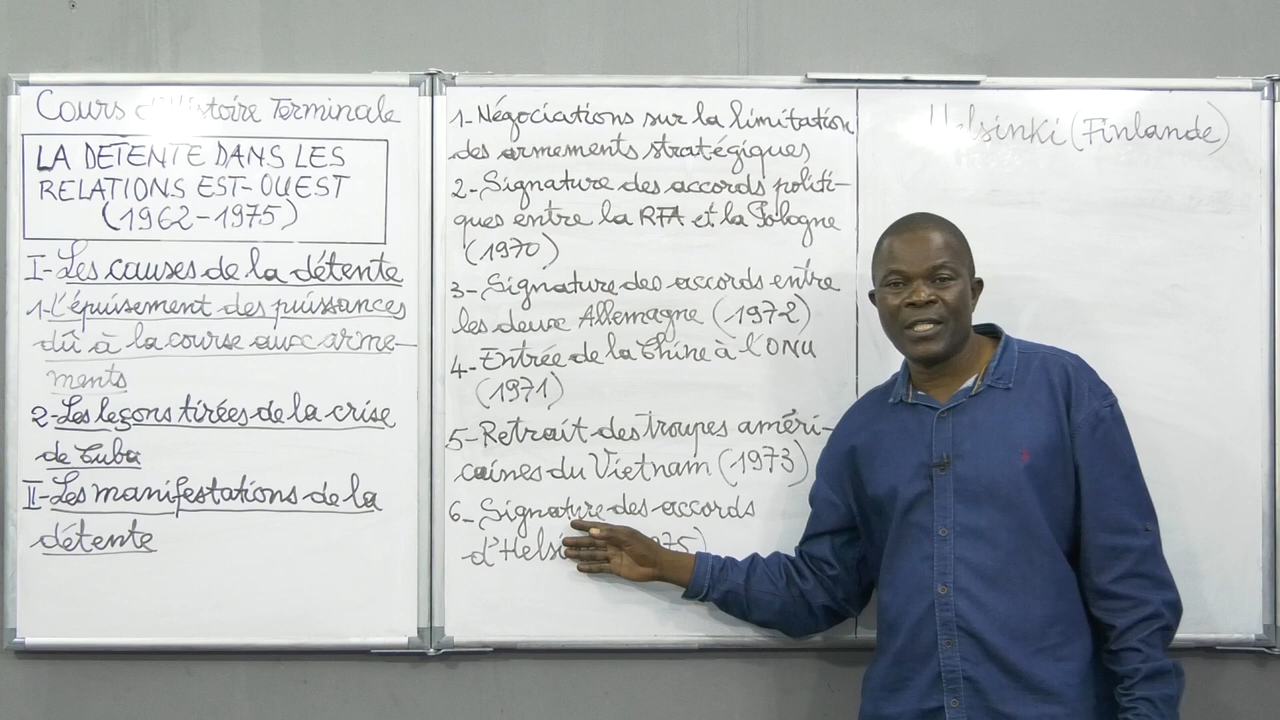 Cours d'Histoire Terminale
LA DETENTE DANS LES
RELATIONS EST-OUEST
(1962-1975)
I-Les causes de la détente
1-L'épuisement des puissances
dû à la course aux arme-
ments
2-Les leçons tirées de la crise
de Cuba
II-Les manifestations de la
détente
1-Négociations sur la limitation
des armements stratégiques
2-Signature des accords politi-
ques entre la RFA et la Pologne
(1970)
3-Signature des accords entre
les deux Allemagne (1972)
4-Entrée de la Chine à l'ONU
(1971)
5-Retrait des troupes améri-
caines du Vietnam (1973)
6-Signature des accords
d'Helsi 975)
Helsinki (Finlande)